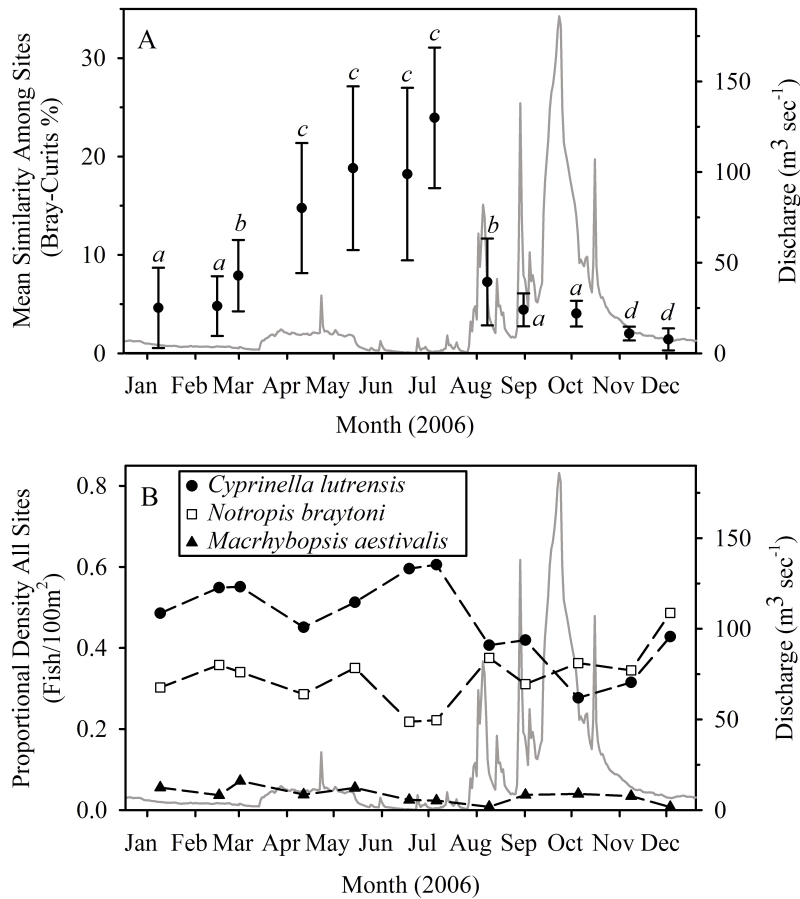 A
Mean Similarity Among Sites
(Bray-Curits %)
30
20
10
0
a
a
b
c
c
c
c
b
a
a
d
d
150
100
50
0
Discharge (m³ sec⁻¹)
Jan Feb Mar Apr May Jun Jul Aug Sep Oct Nov Dec
Month (2006)
B
Cyprinella lutrensis
Notropis braytoni
Macrhybopsis aestivalis
Proportional Density All Sites
(Fish/100m²)
0.8
0.6
0.4
0.2
0.0
150
100
50
0
Discharge (m³ sec⁻¹)
Jan Feb Mar Apr May Jun Jul Aug Sep Oct Nov Dec
Month (2006)